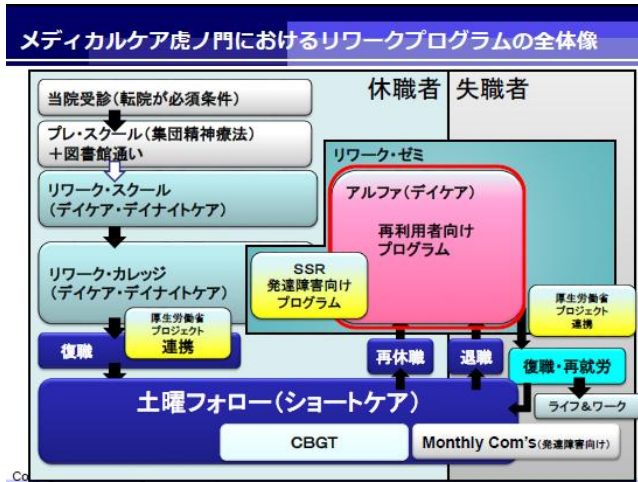 メディカルケア虎ノ門におけるリワークプログラムの全体像
休職者
失職者
当院受診(転院が必須条件)
プレ・スクール(集団精神療法)
+図書館通い
リワーク・スクール
(デイケア・デイナイトケア)
リワーク・カレッジ
(デイケア・デイナイトケア)
リワーク・ゼミ
アルファ(デイケア)
再利用者向け
プログラム
SSR
発達障害向け
プログラム
厚生労働省
プロジェクト
連携
厚生労働省
プロジェクト
連携
復職
再休職
退職
復職・再就労
ライフ&ワーク
土曜フォロー(ショートケア)
CBGT
Monthly Com's(発達障害向け)
Co